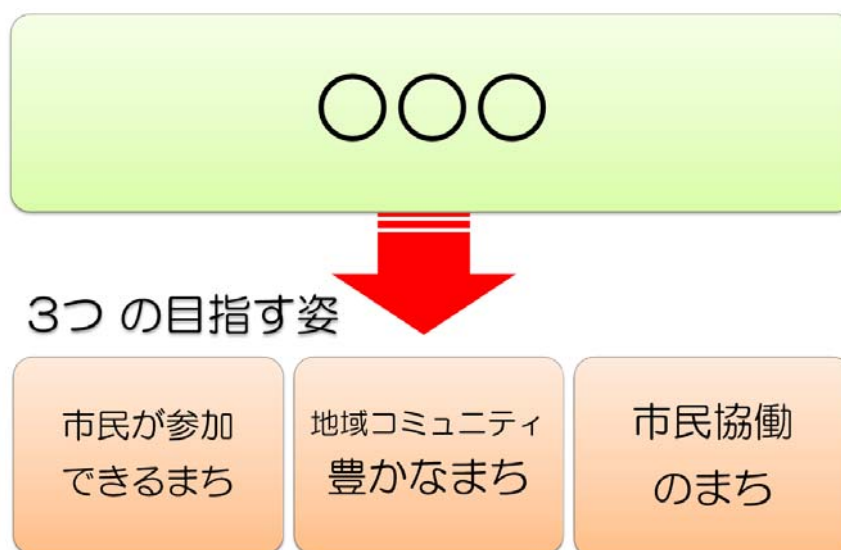 〇〇〇
3つ の目指す姿
市民が参加
できるまち
地域コミュニティ
豊かなまち
市民協働
のまち